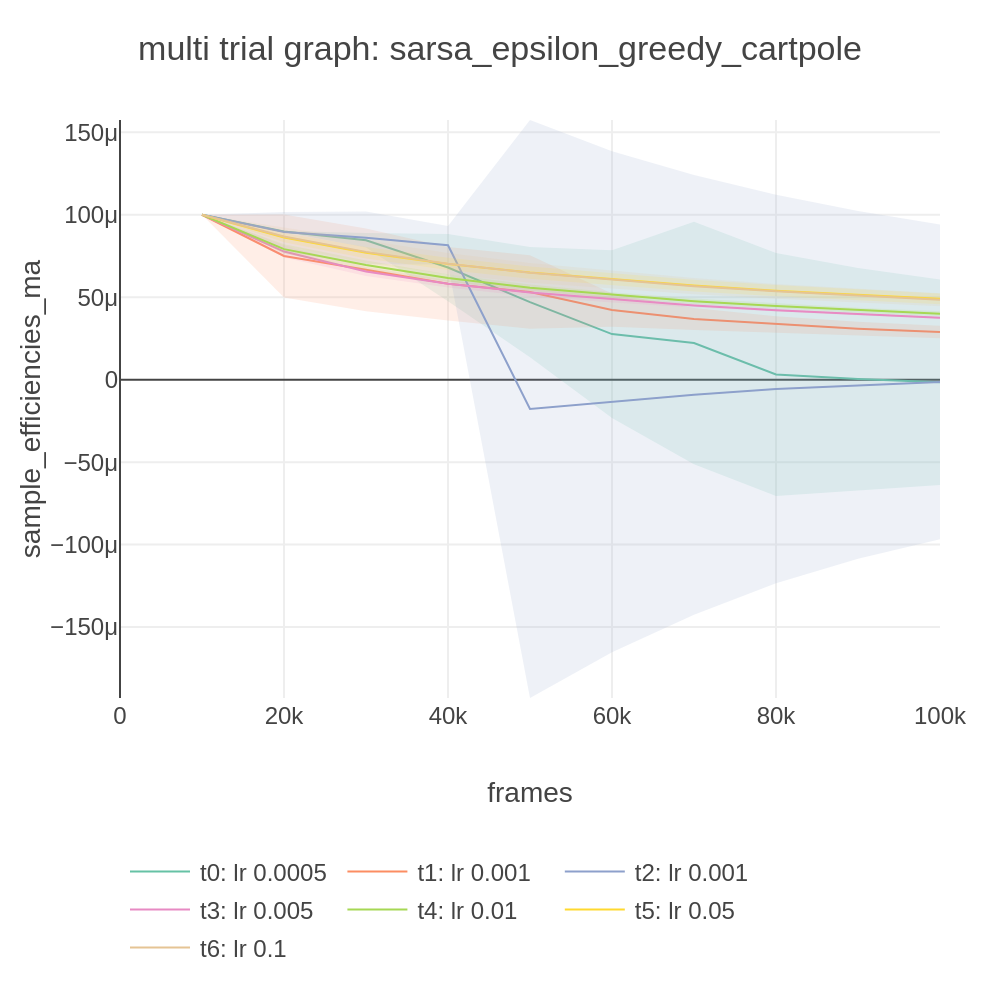 multi trial graph: sarsa_epsilon_greedy_cartpole
150μ
100μ
50μ
0
−50μ
−100μ
−150μ
sample_efficiencies_ma
0 20k 40k 60k 80k 100k
frames
t0: lr 0.0005 t1: lr 0.001 t2: lr 0.001
t3: lr 0.005 t4: lr 0.01 t5: lr 0.05
t6: lr 0.1